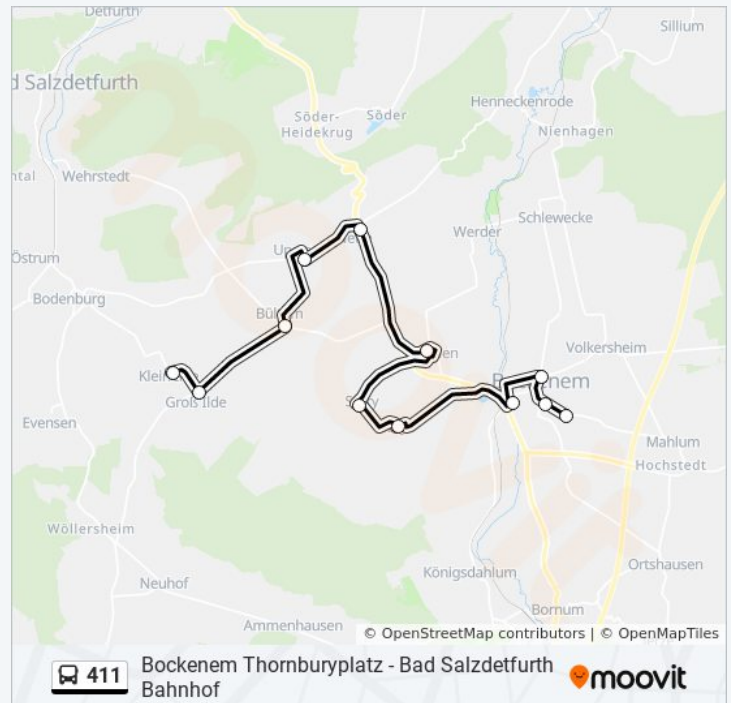 Detfurth
Sillium
d Salzdetfurth
Henneckenrode
Söder-
Heidekrug
Söder
Nienhagen
ntal
Wehrstedt
Schlewecke
Werder
Östrum
Bodenburg
Volkersheim
Groß Ilde
Evensen
Mahlum
Hochstedt
Wöllersheim
Königsdahlum
Ortshausen
Neuhof
Bornum
Ammenhausen
© OpenStreetMap contributors | © OpenMapTiles
411
Bockenem Thornburyplatz - Bad Salzdetfurth
Bahnhof
moovit